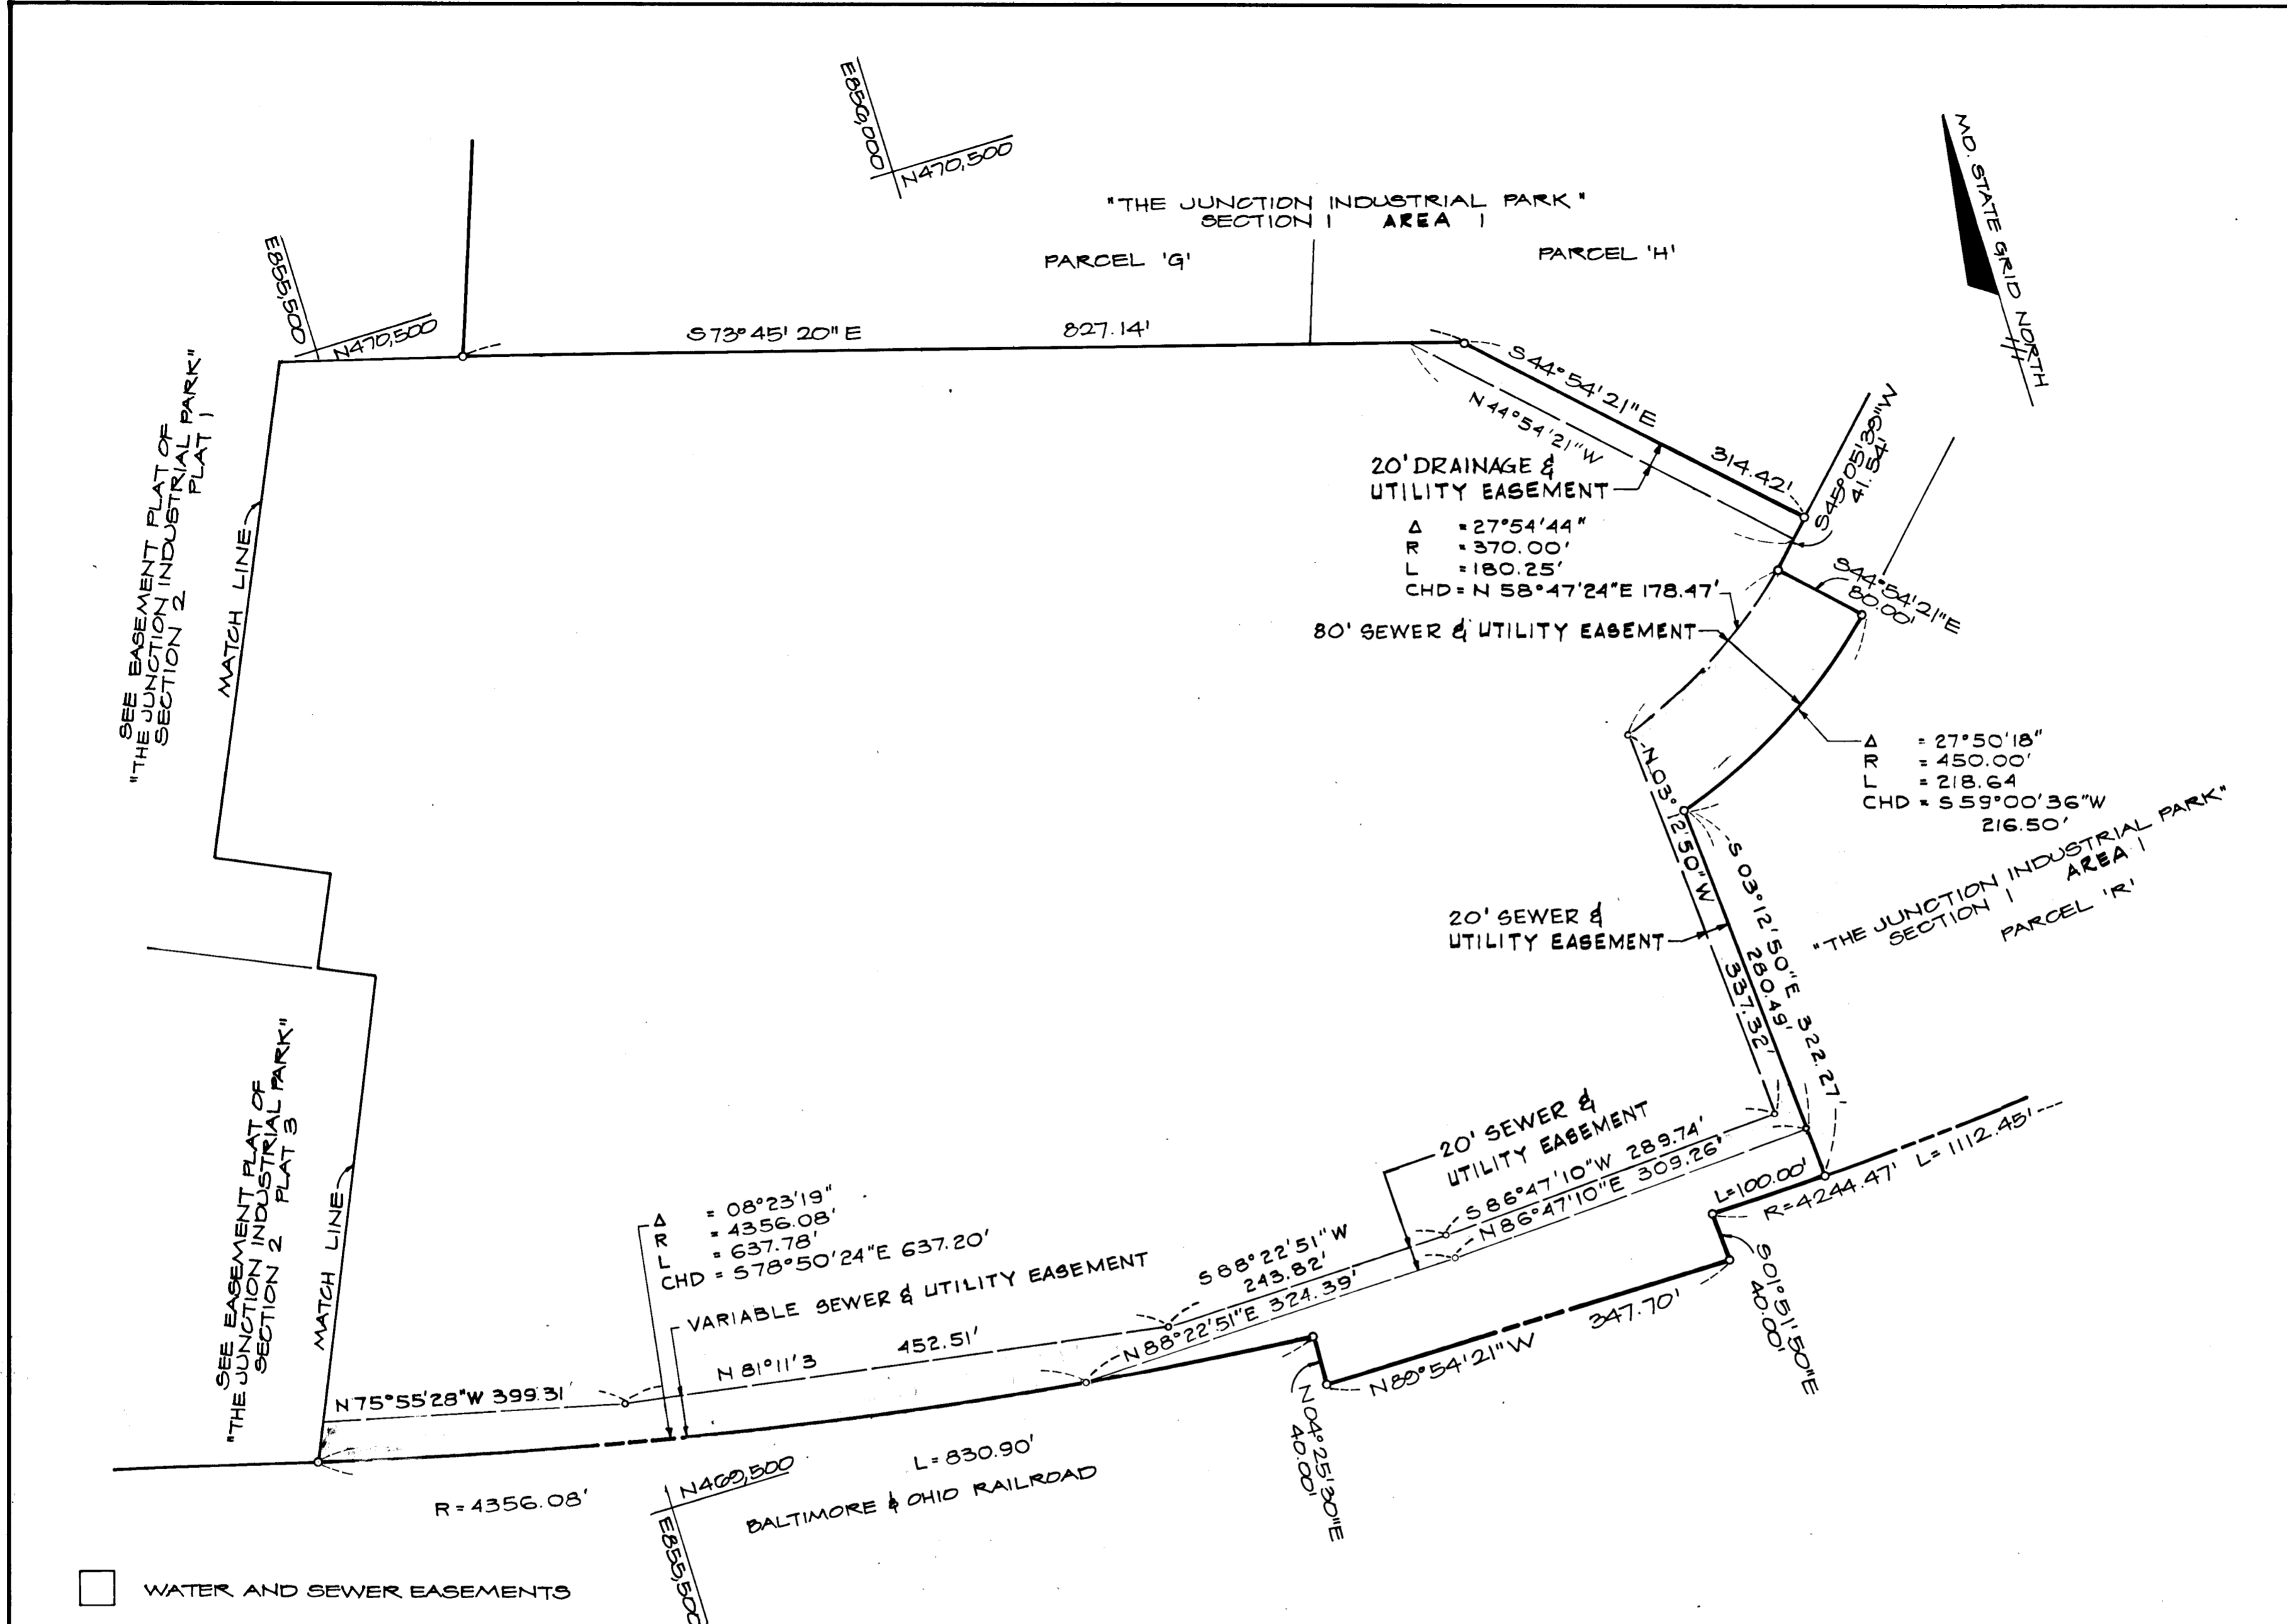 E856,000
N470,500
"THE JUNCTION INDUSTRIAL PARK"
SECTION 1 AREA 1
PARCEL 'G'
PARCEL 'H'
MD. STATE GRID NORTH
E855,500
N470,500
S73°45'20"E 827.14'
S44°54'21"E 314.42'
N44°54'21"W
20' DRAINAGE &
UTILITY EASEMENT
S45°05'39"W
41.54'
Δ = 27°54'44"
R = 370.00'
L = 180.25'
CHD = N 58°47'24"E 178.47'
80' SEWER & UTILITY EASEMENT
S44°54'21"E
80.00'
SEE EASEMENT PLAT OF
"THE JUNCTION INDUSTRIAL PARK"
SECTION 2
PLAT 1
MATCH LINE
Δ = 27°50'18"
R = 450.00'
L = 218.64
CHD = S 59°00'36"W
216.50'
N 03°12'50"W 337.32'
S 03°12'50"E 322.27'
280.49'
20' SEWER &
UTILITY EASEMENT
"THE JUNCTION INDUSTRIAL PARK"
SECTION 1 AREA 1
PARCEL 'R'
SEE EASEMENT PLAT OF
"THE JUNCTION INDUSTRIAL PARK"
SECTION 2
PLAT 3
MATCH LINE
20' SEWER &
UTILITY EASEMENT
S 86°47'10"W 289.74'
N 86°47'10"E 309.26'
L=100.00'
R=4244.47' L=1112.45'
Δ = 08°23'19"
R = 4356.08'
L = 637.78'
CHD = S78°50'24"E 637.20'
VARIABLE SEWER & UTILITY EASEMENT
S 88°22'51"W
243.82'
N 88°22'51"E 324.39'
S01°51'50"E
40.00'
N 81°11'3 452.51'
N 75°55'28"W 399.31'
N89°54'21"W 347.70'
N04°25'30"E
40.00'
L = 830.90'
R = 4356.08'
N469,500
E855,500
BALTIMORE & OHIO RAILROAD
WATER AND SEWER EASEMENTS